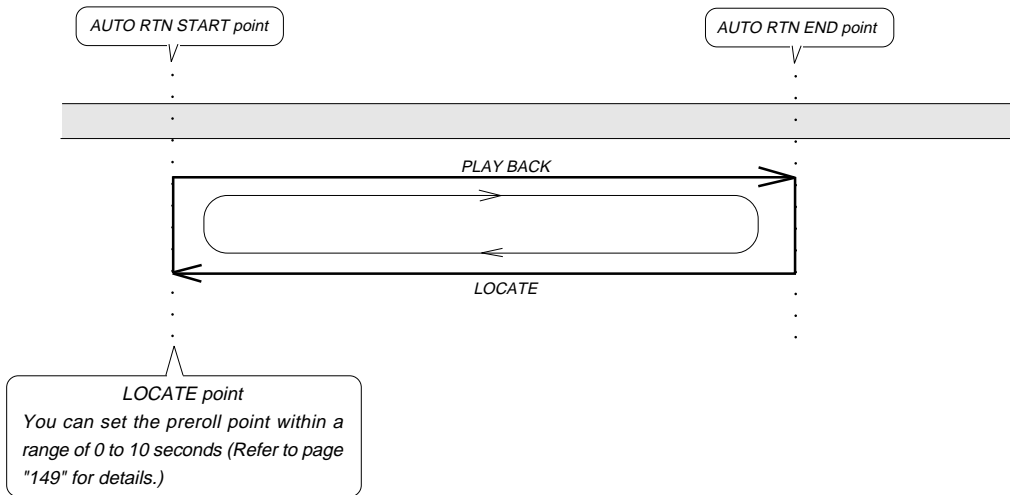 AUTO RTN START point
AUTO RTN END point
PLAY BACK
LOCATE
LOCATE point
You can set the preroll point within a
range of 0 to 10 seconds (Refer to page
"149" for details.)